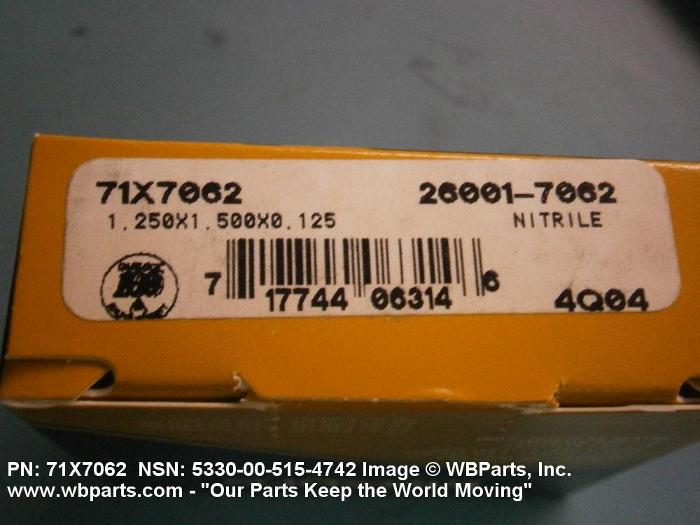 71X7062 26001-7062
1.250X1.500X0.125 NITRILE
7 17744 06314 6
4Q04
PN: 71X7062 NSN: 5330-00-515-4742 Image © WBParts, Inc.
www.wbparts.com - "Our Parts Keep the World Moving"